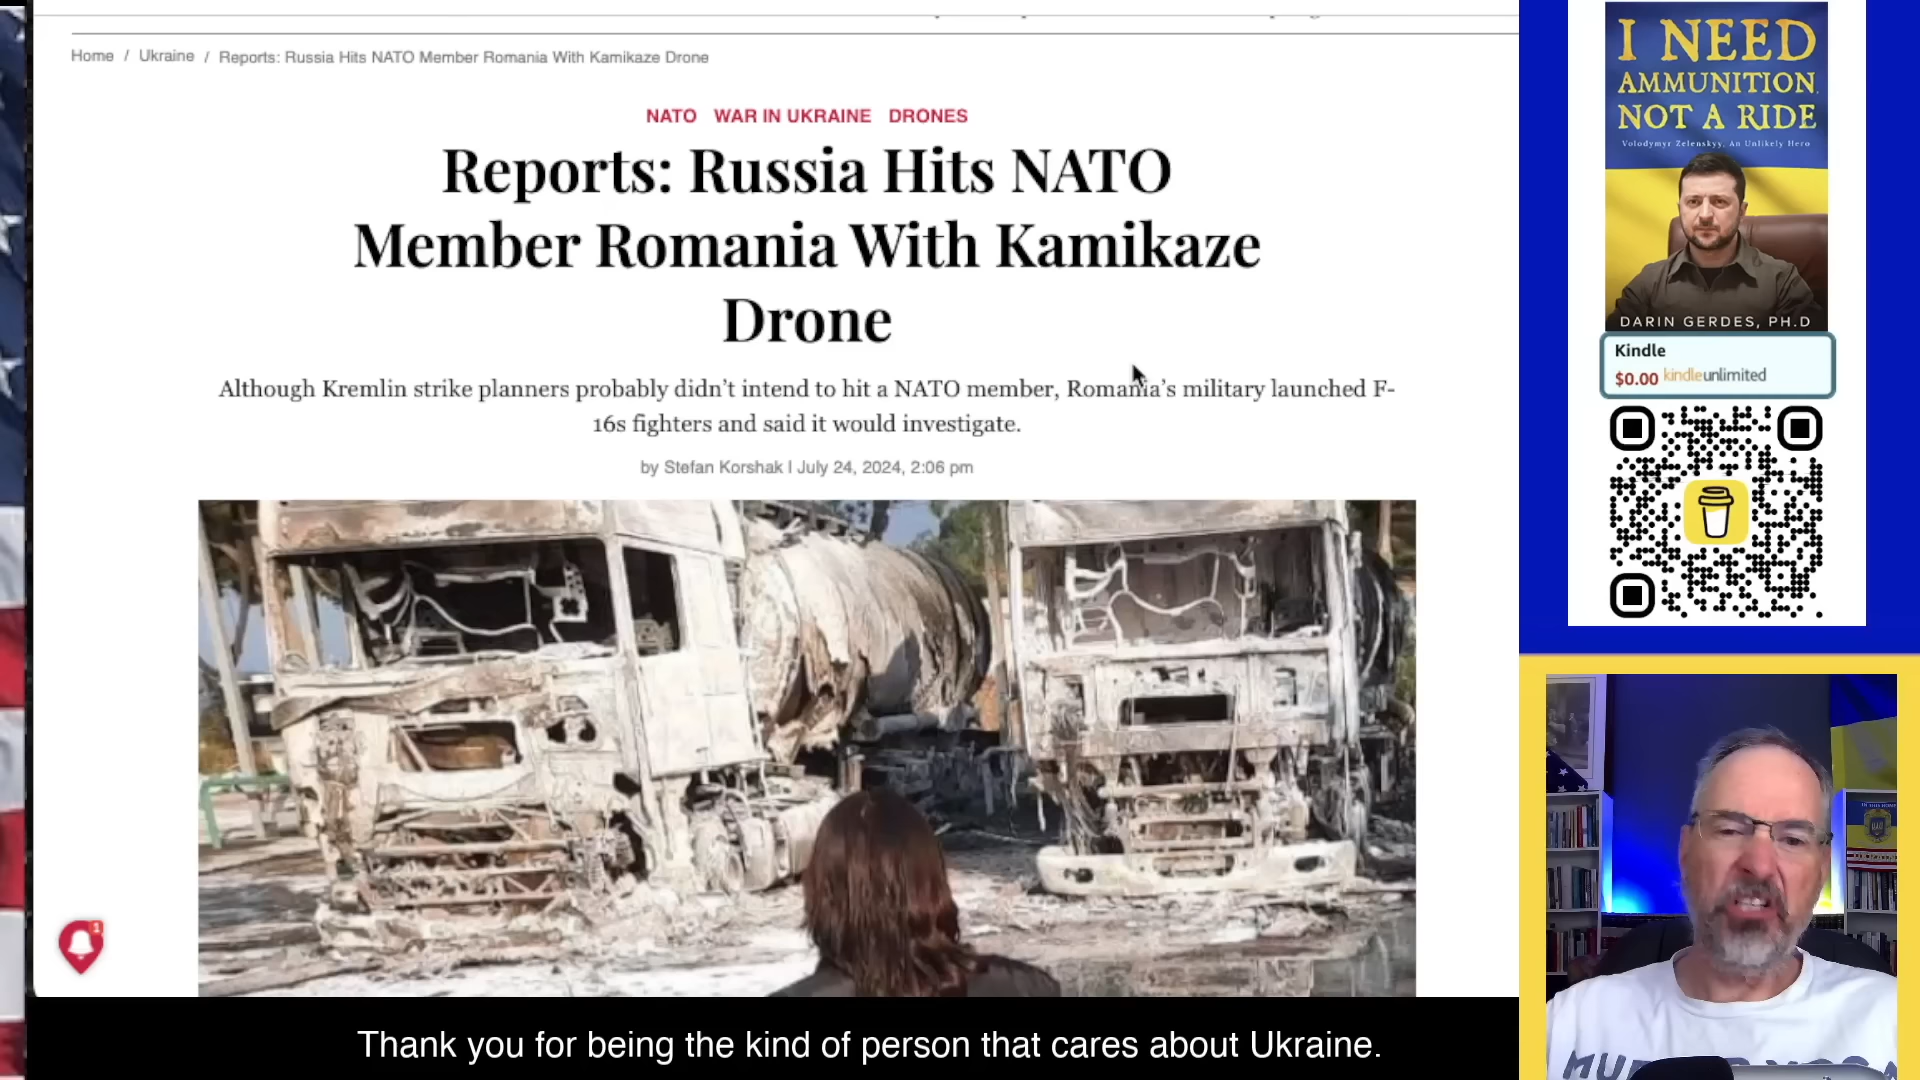 Home / Ukraine / Reports: Russia Hits NATO Member Romania With Kamikaze Drone
NATO WAR IN UKRAINE DRONES
Reports: Russia Hits NATO
Member Romania With Kamikaze
Drone
Although Kremlin strike planners probably didn’t intend to hit a NATO member, Romania’s military launched F-
16s fighters and said it would investigate.
by Stefan Korshak | July 24, 2024, 2:06 pm
1
Thank you for being the kind of person that cares about Ukraine.
I NEED
AMMUNITION,
NOT A RIDE
Volodymyr Zelenskyy, An Unlikely Hero
DARIN GERDES, PH.D
Kindle
$0.00 kindleunlimited